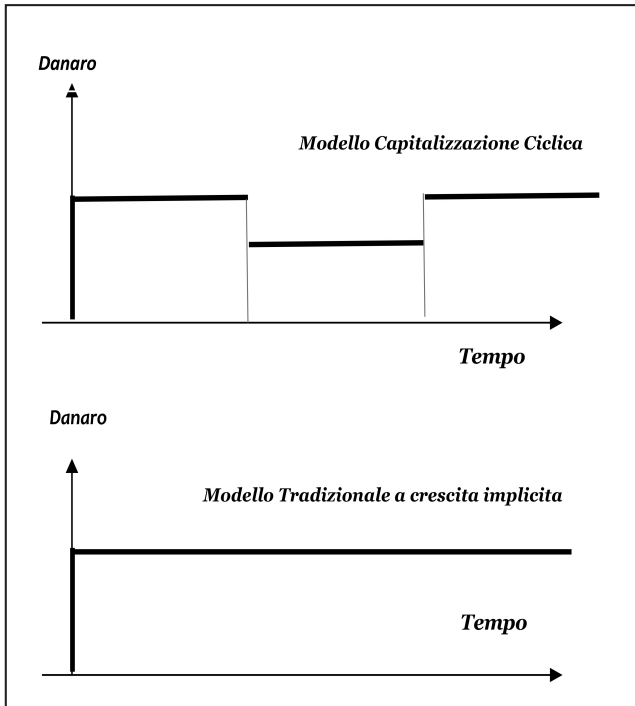 Danaro
Modello Capitalizzazione Ciclica
Tempo
Danaro
Modello Tradizionale a crescita implicita
Tempo